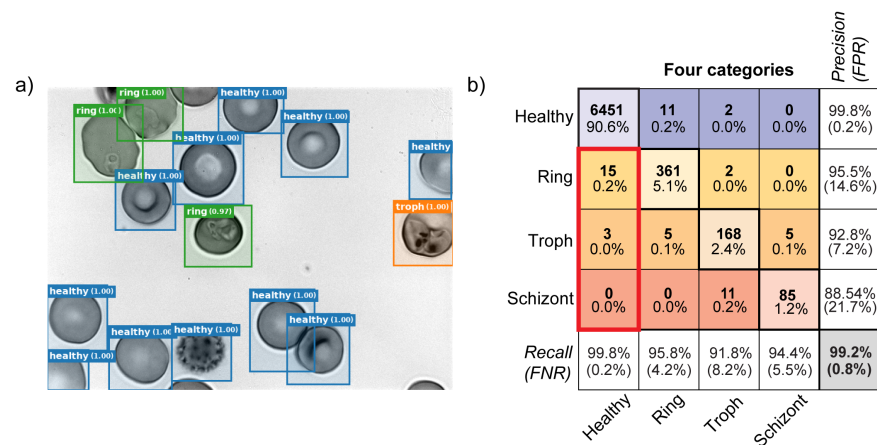 a)
ring (1.00)
ring (1.00)
healthy (1.00)
healthy (1.00)
healthy (1.00)
healthy (1.00)
healthy (1.00)
ring (0.97)
troph (1.00)
healthy (1.00)
healthy (1.00)
healthy (1.00)
healthy (1.00)
healthy (1.00)
healthy (1.00)
b)
Four categories
Precision
(FPR)
Healthy
6451 11 2 0 99.8%
90.6% 0.2% 0.0% 0.0% (0.2%)
Ring
15 361 2 0 95.5%
0.2% 5.1% 0.0% 0.0% (14.6%)
Troph
3 5 168 5 92.8%
0.0% 0.1% 2.4% 0.1% (7.2%)
Schizont
0 0 11 85 88.54%
0.0% 0.0% 0.2% 1.2% (21.7%)
Recall
(FNR)
99.8% 95.8% 91.8% 94.4% 99.2%
(0.2%) (4.2%) (8.2%) (5.5%) (0.8%)
Healthy
Ring
Troph
Schizont